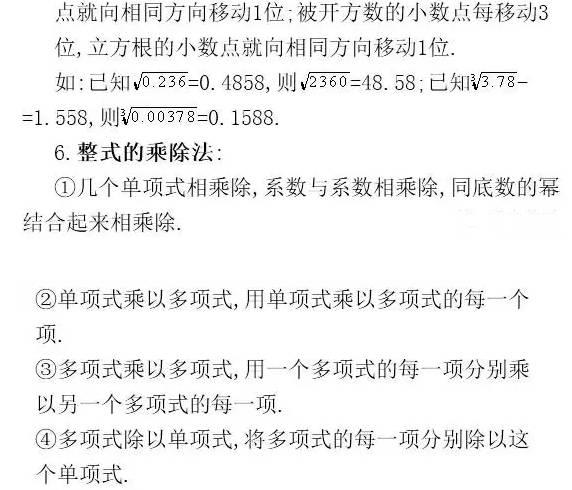 点就向相同方向移动1位;被开方数的小数点每移动3
位,立方根的小数点就向相同方向移动1位.
如:已知√0.236=0.4858,则√2360=48.58;已知∛3.78-
=1.558,则∛0.00378=0.1588.
6.整式的乘除法:
①几个单项式相乘除,系数与系数相乘除,同底数的幂
结合起来相乘除.
②单项式乘以多项式,用单项式乘以多项式的每一个
项.
③多项式乘以多项式,用一个多项式的每一项分别乘
以另一个多项式的每一项.
④多项式除以单项式,将多项式的每一项分别除以这
个单项式.